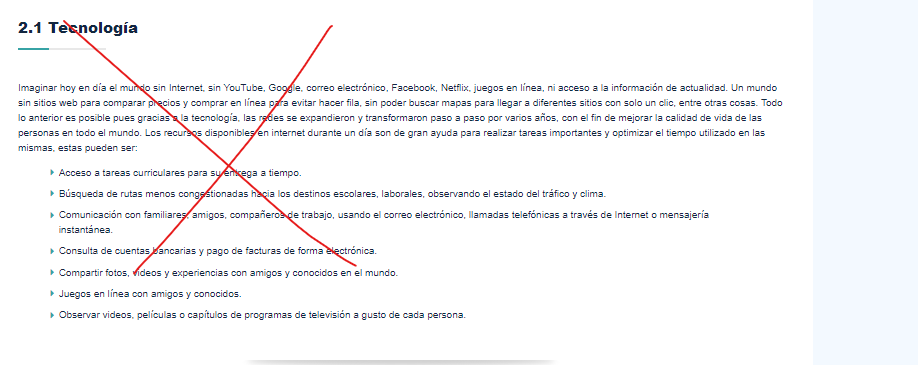 2.1 Tecnología
Imaginar hoy en día el mundo sin Internet, sin YouTube, Google, correo electrónico, Facebook, Netflix, juegos en línea, ni acceso a la información de actualidad. Un mundo
sin sitios web para comparar precios y comprar en línea para evitar hacer fila, sin poder buscar mapas para llegar a diferentes sitios con solo un clic, entre otras cosas. Todo
lo anterior es posible pues gracias a la tecnología, las redes se expandieron y transformaron paso a paso por varios años, con el fin de mejorar la calidad de vida de las
personas en todo el mundo. Los recursos disponibles en internet durante un día son de gran ayuda para realizar tareas importantes y optimizar el tiempo utilizado en las
mismas, estas pueden ser:
Acceso a tareas curriculares para su entrega a tiempo.
Búsqueda de rutas menos congestionadas hacia los destinos escolares, laborales, observando el estado del tráfico y clima.
Comunicación con familiares, amigos, compañeros de trabajo, usando el correo electrónico, llamadas telefónicas a través de Internet o mensajería
instantánea.
Consulta de cuentas bancarias y pago de facturas de forma electrónica.
Compartir fotos, videos y experiencias con amigos y conocidos en el mundo.
Juegos en línea con amigos y conocidos.
Observar videos, películas o capítulos de programas de televisión a gusto de cada persona.